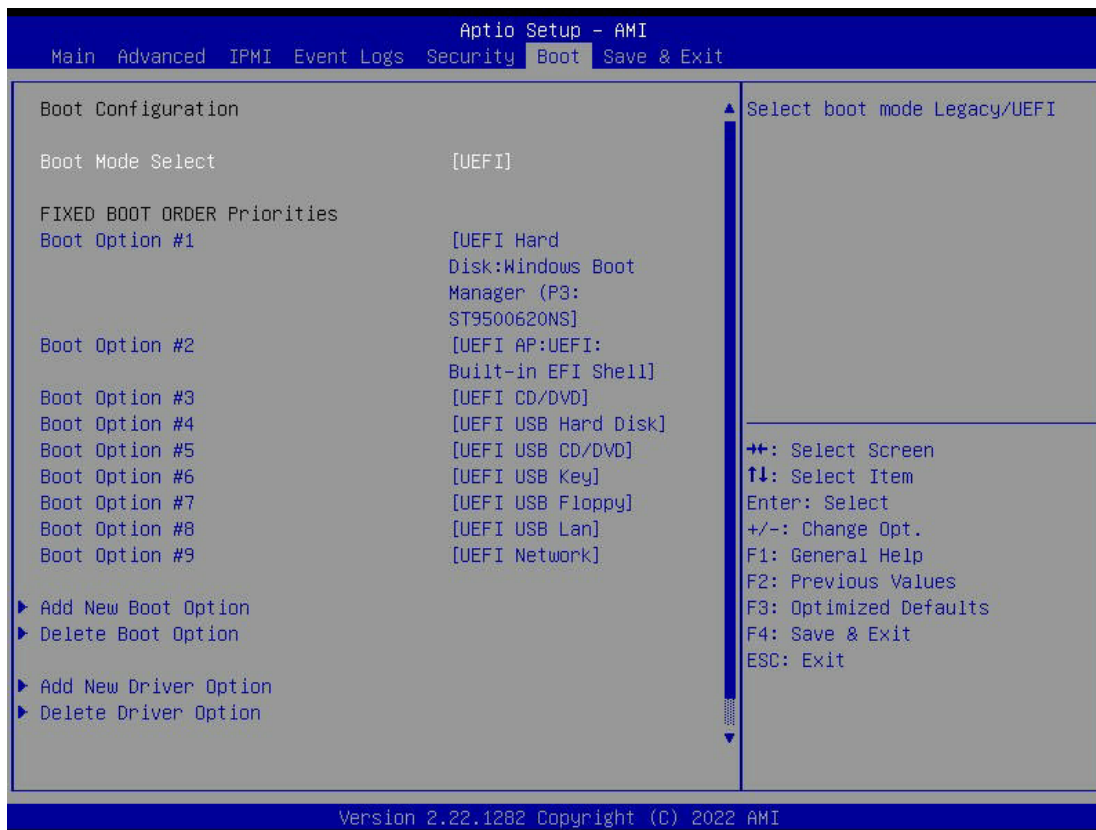 Aptio Setup – AMI
Main Advanced IPMI Event Logs Security Boot Save & Exit
Boot Configuration
Boot Mode Select [UEFI]
FIXED BOOT ORDER Priorities
Boot Option #1 [UEFI Hard
Disk:Windows Boot
Manager (P3:
ST9500620NS]
Boot Option #2 [UEFI AP:UEFI:
Built-in EFI Shell]
Boot Option #3 [UEFI CD/DVD]
Boot Option #4 [UEFI USB Hard Disk]
Boot Option #5 [UEFI USB CD/DVD]
Boot Option #6 [UEFI USB Key]
Boot Option #7 [UEFI USB Floppy]
Boot Option #8 [UEFI USB Lan]
Boot Option #9 [UEFI Network]
Add New Boot Option
Delete Boot Option
Add New Driver Option
Delete Driver Option
Select boot mode Legacy/UEFI
→←: Select Screen
↑↓: Select Item
Enter: Select
+/-: Change Opt.
F1: General Help
F2: Previous Values
F3: Optimized Defaults
F4: Save & Exit
ESC: Exit
Version 2.22.1282 Copyright (C) 2022 AMI